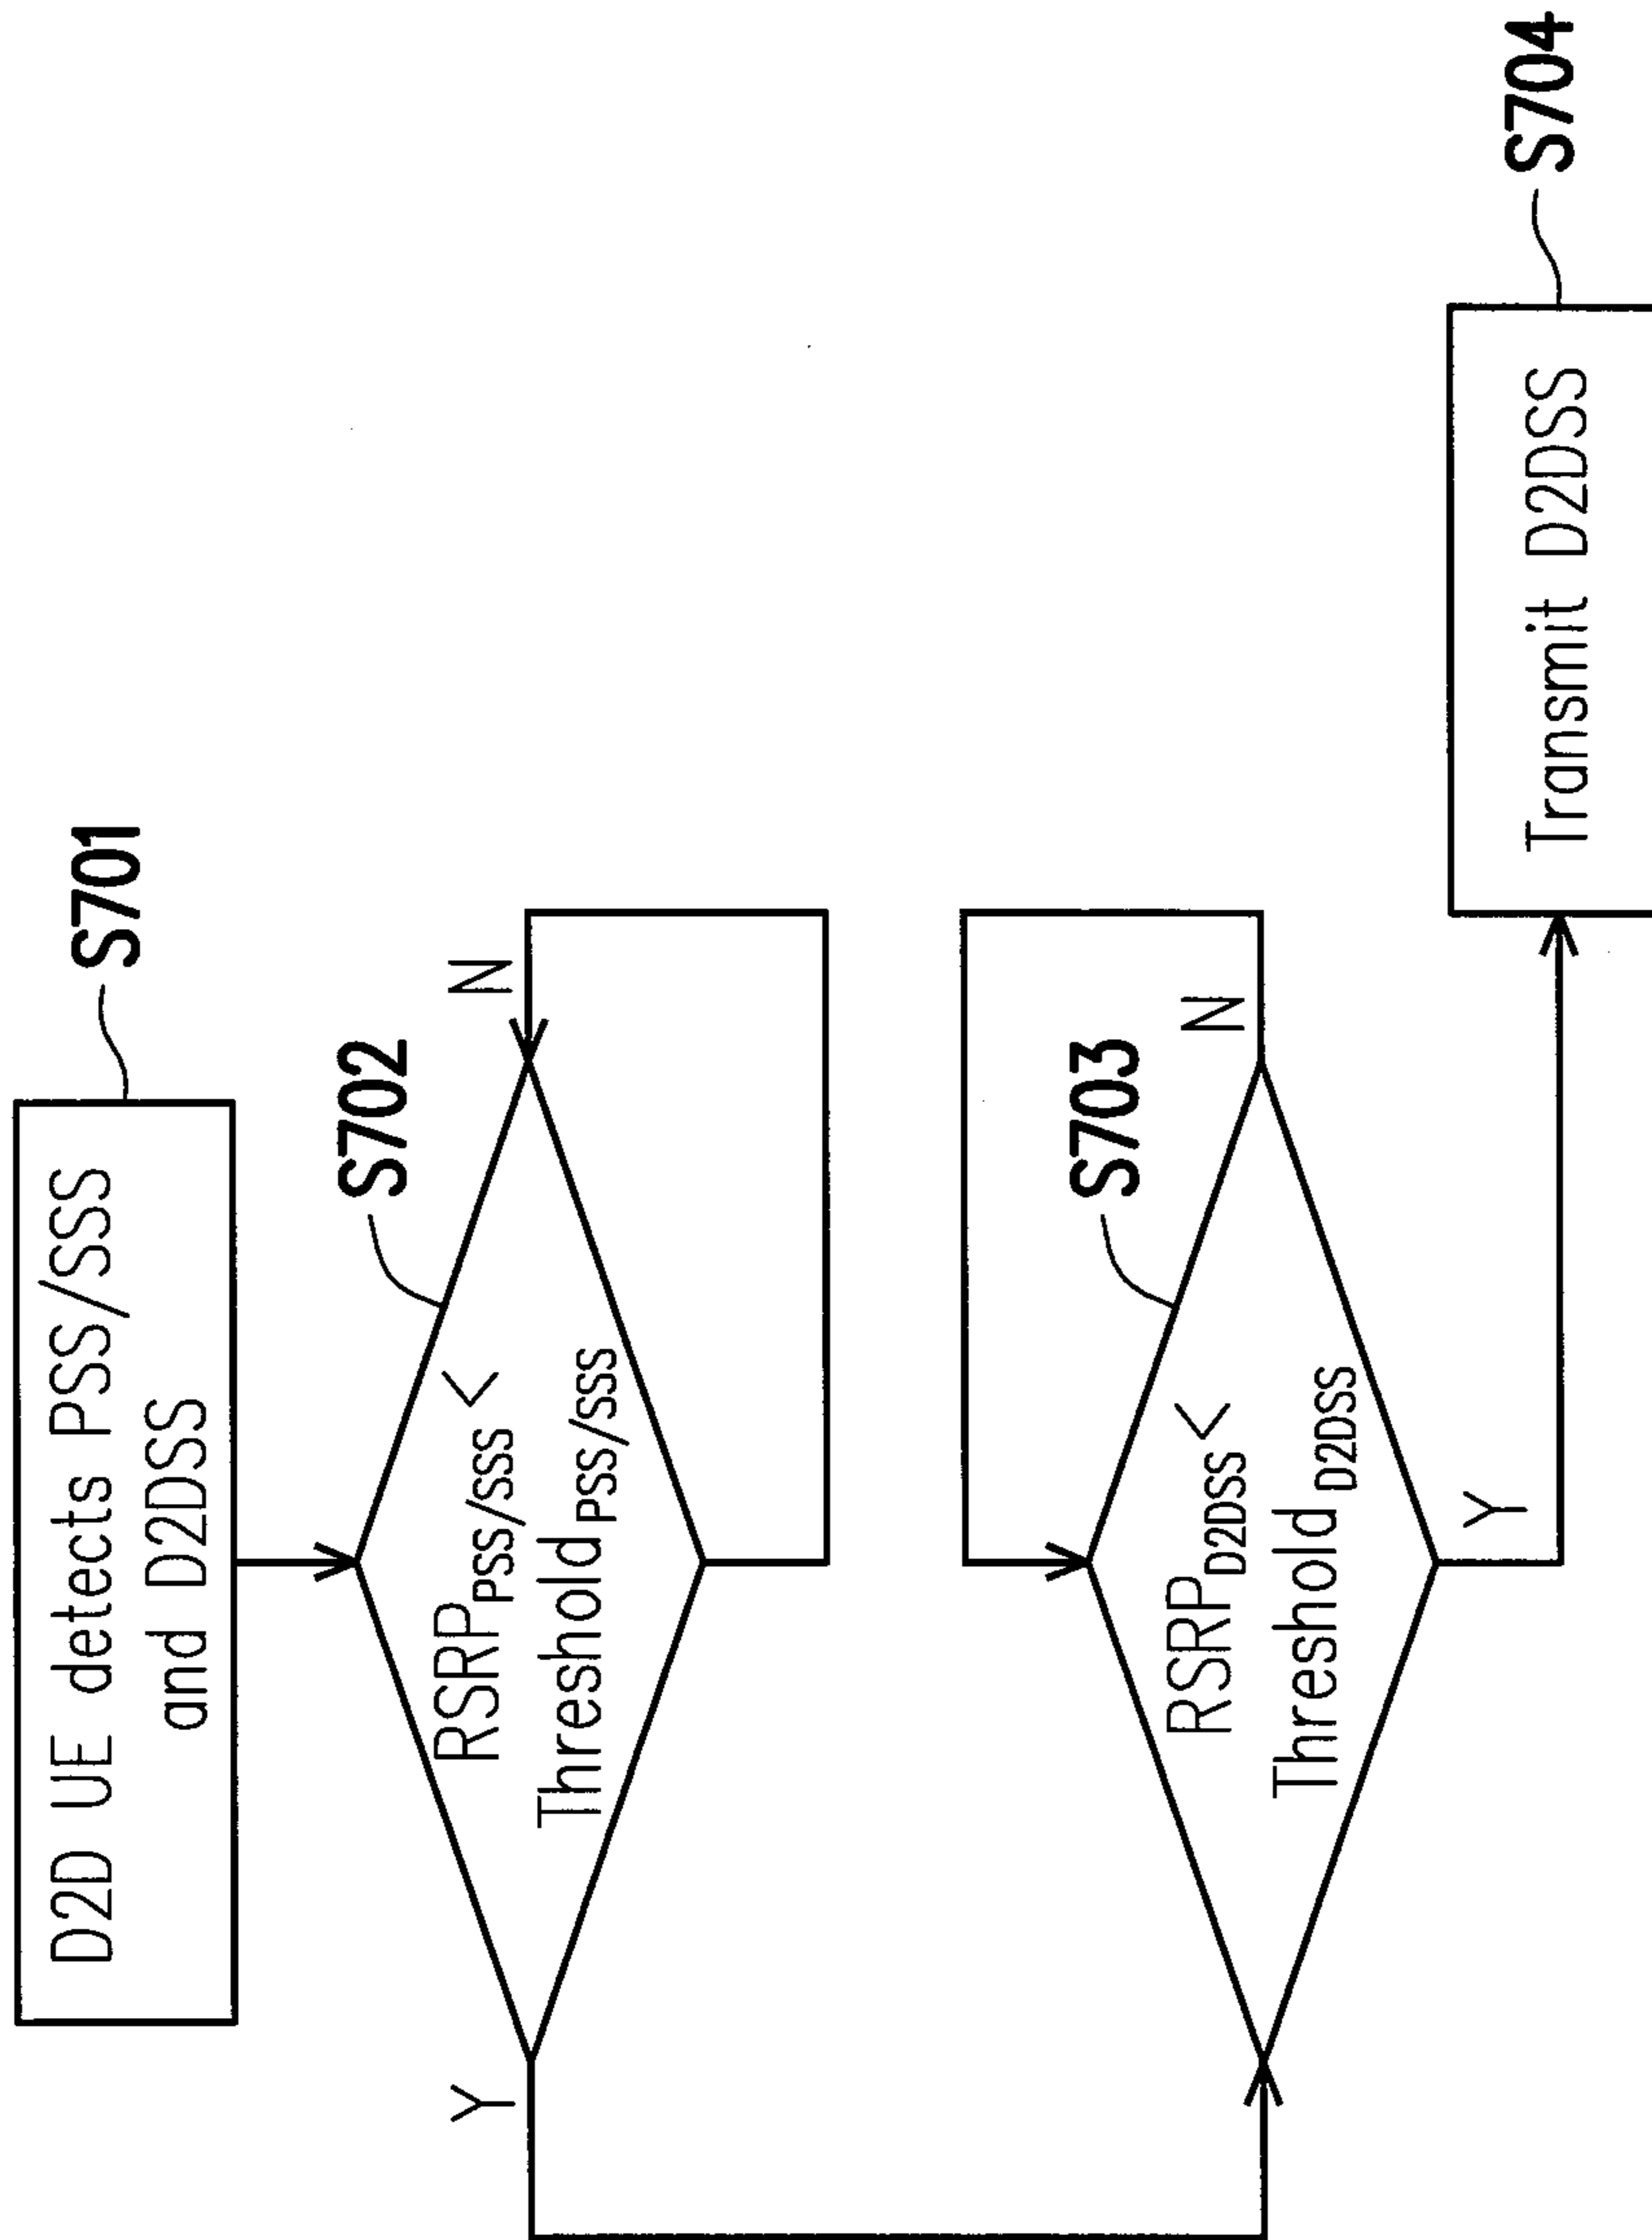 D2D UE detects PSS/SSS
and D2DSS
S701
S702
RSRPPSS/SSS <
ThresholdPSS/SSS
Y
N
S703
RSRPD2DSS <
ThresholdD2DSS
N
Y
Transmit D2DSS
S704